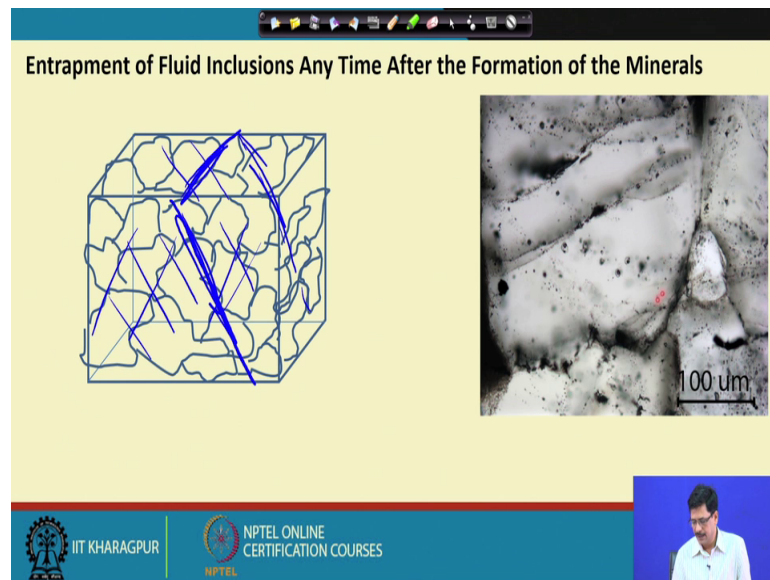 Entrapment of Fluid Inclusions Any Time After the Formation of the Minerals
100 um
IIT KHARAGPUR
NPTEL
NPTEL ONLINE
CERTIFICATION COURSES